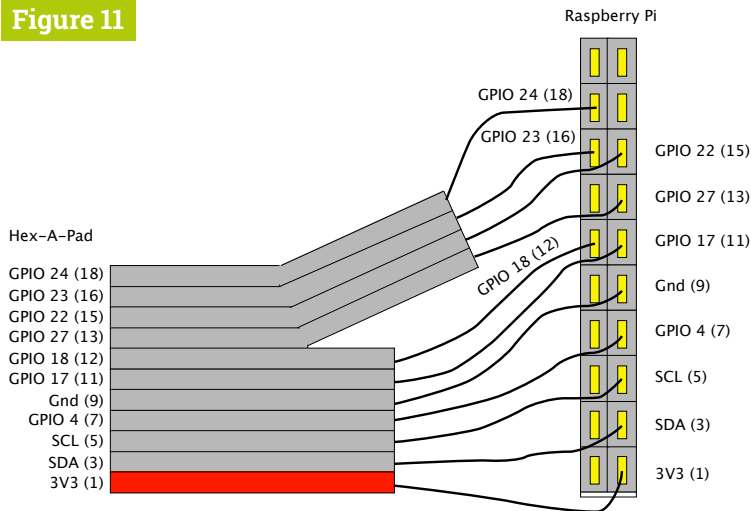 Figure 11
Raspberry Pi
GPIO 24 (18)
GPIO 23 (16)
GPIO 22 (15)
GPIO 27 (13)
GPIO 18 (12)
GPIO 17 (11)
Gnd (9)
GPIO 4 (7)
SCL (5)
SDA (3)
3V3 (1)
Hex-A-Pad
GPIO 24 (18)
GPIO 23 (16)
GPIO 22 (15)
GPIO 27 (13)
GPIO 18 (12)
GPIO 17 (11)
Gnd (9)
GPIO 4 (7)
SCL (5)
SDA (3)
3V3 (1)